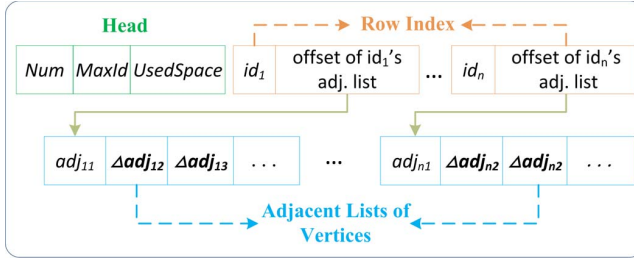 Head
Row Index
Num MaxId UsedSpace id₁ offset of id₁'s adj. list ... idₙ offset of idₙ's adj. list
adj₁₁ Δadj₁₂ Δadj₁₃ . . . ... adjₙ₁ Δadjₙ₂ Δadjₙ₂ . . .
Adjacent Lists of
Vertices